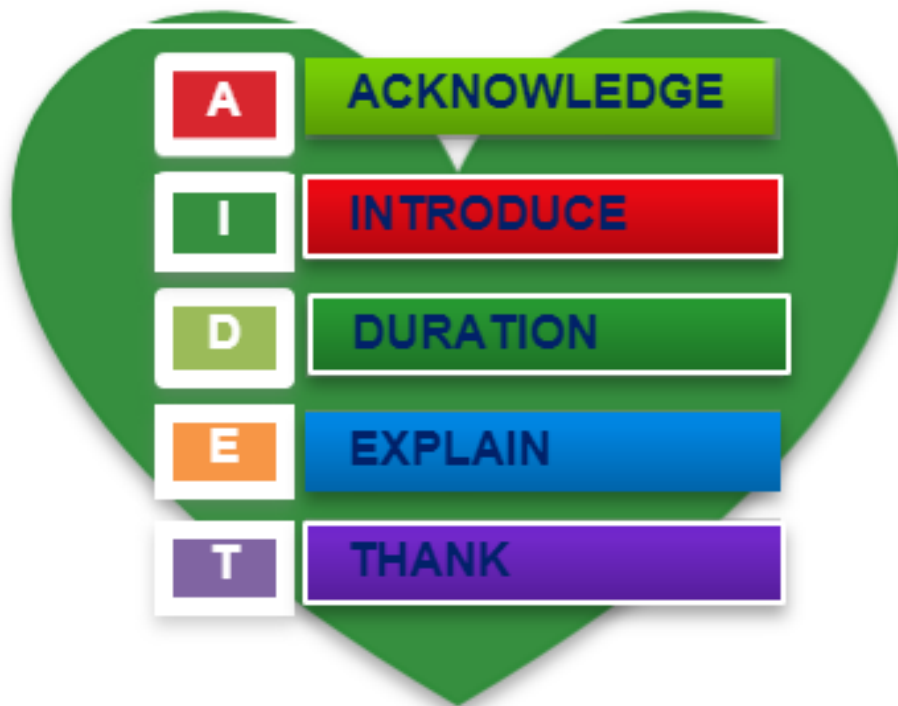 A ACKNOWLEDGE
I INTRODUCE
D DURATION
E EXPLAIN
T THANK